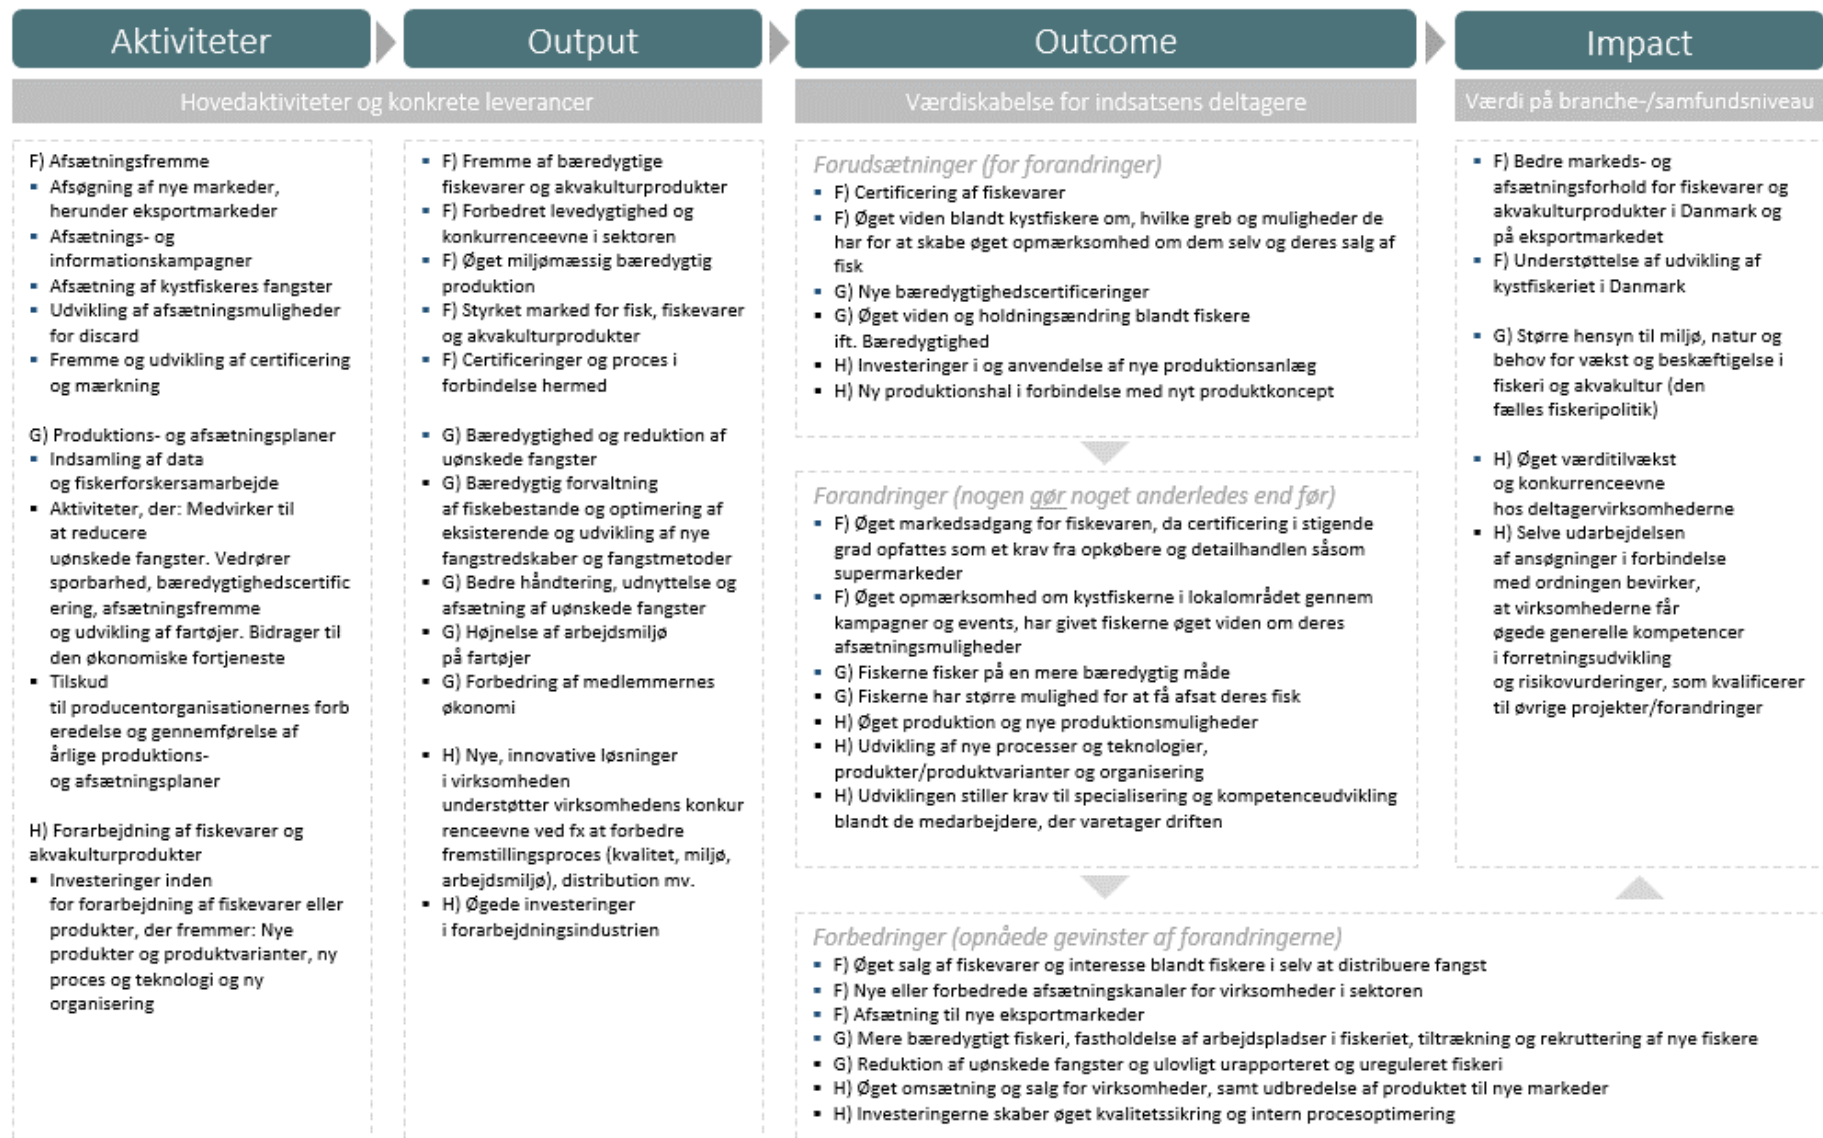 Aktiviteter
Output
Outcome
Impact
Hovedaktiviteter og konkrete leverancer
Værdiskabelse for indsatsens deltagere
Værdi på branche-/samfundsniveau
F) Afsætningsfremme
▪ Afsøgning af nye markeder,
herunder eksportmarkeder
▪ Afsætnings- og
informationskampagner
▪ Afsætning af kystfiskeres fangster
▪ Udvikling af afsætningsmuligheder
for discard
▪ Fremme og udvikling af certificering
og mærkning
G) Produktions- og afsætningsplaner
▪ Indsamling af data
og fiskerforskersamarbejde
▪ Aktiviteter, der: Medvirker til
at reducere
uønskede fangster. Vedrører
sporbarhed, bæredygtighedscertific
ering, afsætningsfremme
og udvikling af fartøjer. Bidrager til
den økonomiske fortjeneste
▪ Tilskud
til producentorganisationernes forb
eredelse og gennemførelse af
årlige produktions-
og afsætningsplaner
H) Forarbejdning af fiskevarer og
akvakulturprodukter
▪ Investeringer inden
for forarbejdning af fiskevarer eller
produkter, der fremmer: Nye
produkter og produktvarianter, ny
proces og teknologi og ny
organisering
▪ F) Fremme af bæredygtige
fiskevarer og akvakulturprodukter
▪ F) Forbedret levedygtighed og
konkurrenceevne i sektoren
▪ F) Øget miljømæssig bæredygtig
produktion
▪ F) Styrket marked for fisk, fiskevarer
og akvakulturprodukter
▪ F) Certificeringer og proces i
forbindelse hermed
▪ G) Bæredygtighed og reduktion af
uønskede fangster
▪ G) Bæredygtig forvaltning
af fiskebestande og optimering af
eksisterende og udvikling af nye
fangstredskaber og fangstmetoder
▪ G) Bedre håndtering, udnyttelse og
afsætning af uønskede fangster
▪ G) Højnelse af arbejdsmiljø
på fartøjer
▪ G) Forbedring af medlemmernes
økonomi
▪ H) Nye, innovative løsninger
i virksomheden
understøtter virksomhedens konkur
renceevne ved fx at forbedre
fremstillingsproces (kvalitet, miljø,
arbejdsmiljø), distribution mv.
▪ H) Øgede investeringer
i forarbejdningsindustrien
Forudsætninger (for forandringer)
▪ F) Certificering af fiskevarer
▪ F) Øget viden blandt kystfiskere om, hvilke greb og muligheder de
har for at skabe øget opmærksomhed om dem selv og deres salg af
fisk
▪ G) Nye bæredygtighedscertificeringer
▪ G) Øget viden og holdningsændring blandt fiskere
ift. Bæredygtighed
▪ H) Investeringer i og anvendelse af nye produktionsanlæg
▪ H) Ny produktionshal i forbindelse med nyt produktkoncept
Forandringer (nogen gør noget anderledes end før)
▪ F) Øget markedsadgang for fiskevaren, da certificering i stigende
grad opfattes som et krav fra opkøbere og detailhandlen såsom
supermarkeder
▪ F) Øget opmærksomhed om kystfiskerne i lokalområdet gennem
kampagner og events, har givet fiskerne øget viden om deres
afsætningsmuligheder
▪ G) Fiskerne fisker på en mere bæredygtig måde
▪ G) Fiskerne har større mulighed for at få afsat deres fisk
▪ H) Øget produktion og nye produktionsmuligheder
▪ H) Udvikling af nye processer og teknologier,
produkter/produktvarianter og organisering
▪ H) Udviklingen stiller krav til specialisering og kompetenceudvikling
blandt de medarbejdere, der varetager driften
Forbedringer (opnåede gevinster af forandringerne)
▪ F) Øget salg af fiskevarer og interesse blandt fiskere i selv at distribuere fangst
▪ F) Nye eller forbedrede afsætningskanaler for virksomheder i sektoren
▪ F) Afsætning til nye eksportmarkeder
▪ G) Mere bæredygtigt fiskeri, fastholdelse af arbejdspladser i fiskeriet, tiltrækning og rekruttering af nye fiskere
▪ G) Reduktion af uønskede fangster og ulovligt urapporteret og ureguleret fiskeri
▪ H) Øget omsætning og salg for virksomheder, samt udbredelse af produktet til nye markeder
▪ H) Investeringerne skaber øget kvalitetssikring og intern procesoptimering
▪ F) Bedre markeds- og
afsætningsforhold for fiskevarer og
akvakulturprodukter i Danmark og
på eksportmarkedet
▪ F) Understøttelse af udvikling af
kystfiskeriet i Danmark
▪ G) Større hensyn til miljø, natur og
behov for vækst og beskæftigelse i
fiskeri og akvakultur (den
fælles fiskeripolitik)
▪ H) Øget værditilvækst
og konkurrenceevne
hos deltagervirksomhederne
▪ H) Selve udarbejdelsen
af ansøgninger i forbindelse
med ordningen bevirker,
at virksomhederne får
øgede generelle kompetencer
i forretningsudvikling
og risikovurderinger, som kvalificerer
til øvrige projekter/forandringer